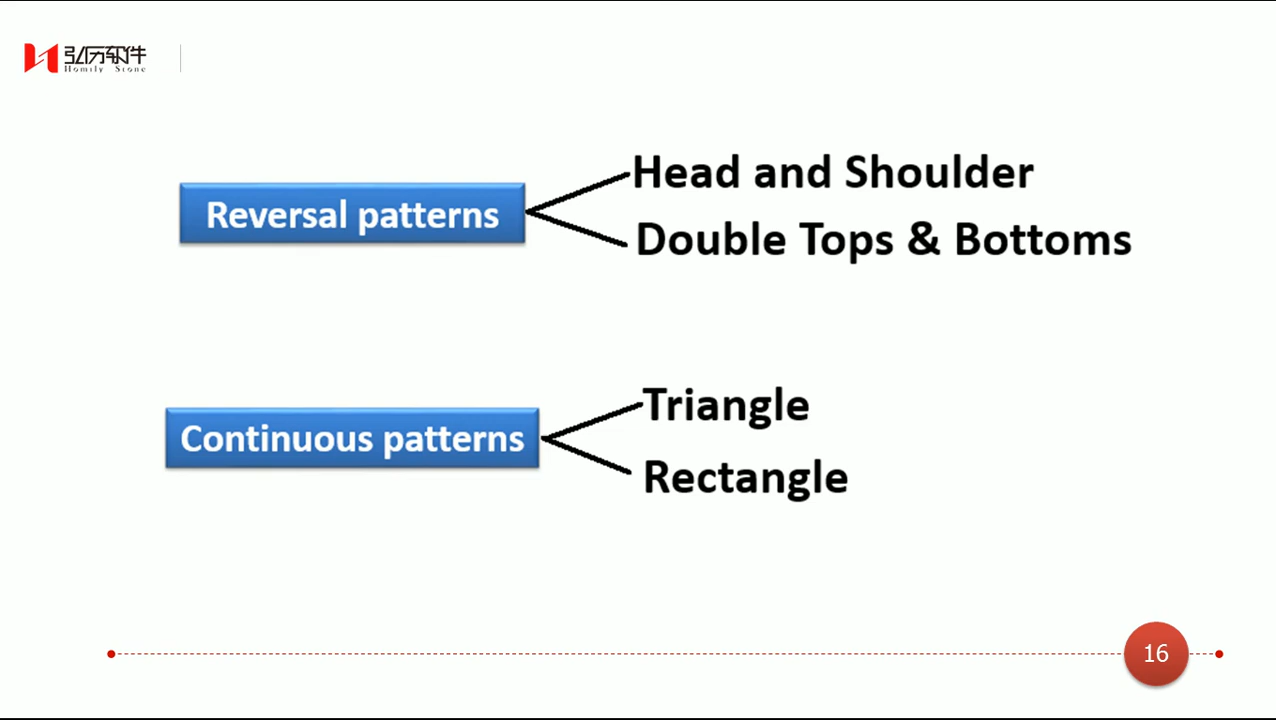 弘历软件
Homily Stone
Reversal patterns
Head and Shoulder
Double Tops & Bottoms
Continuous patterns
Triangle
Rectangle
16